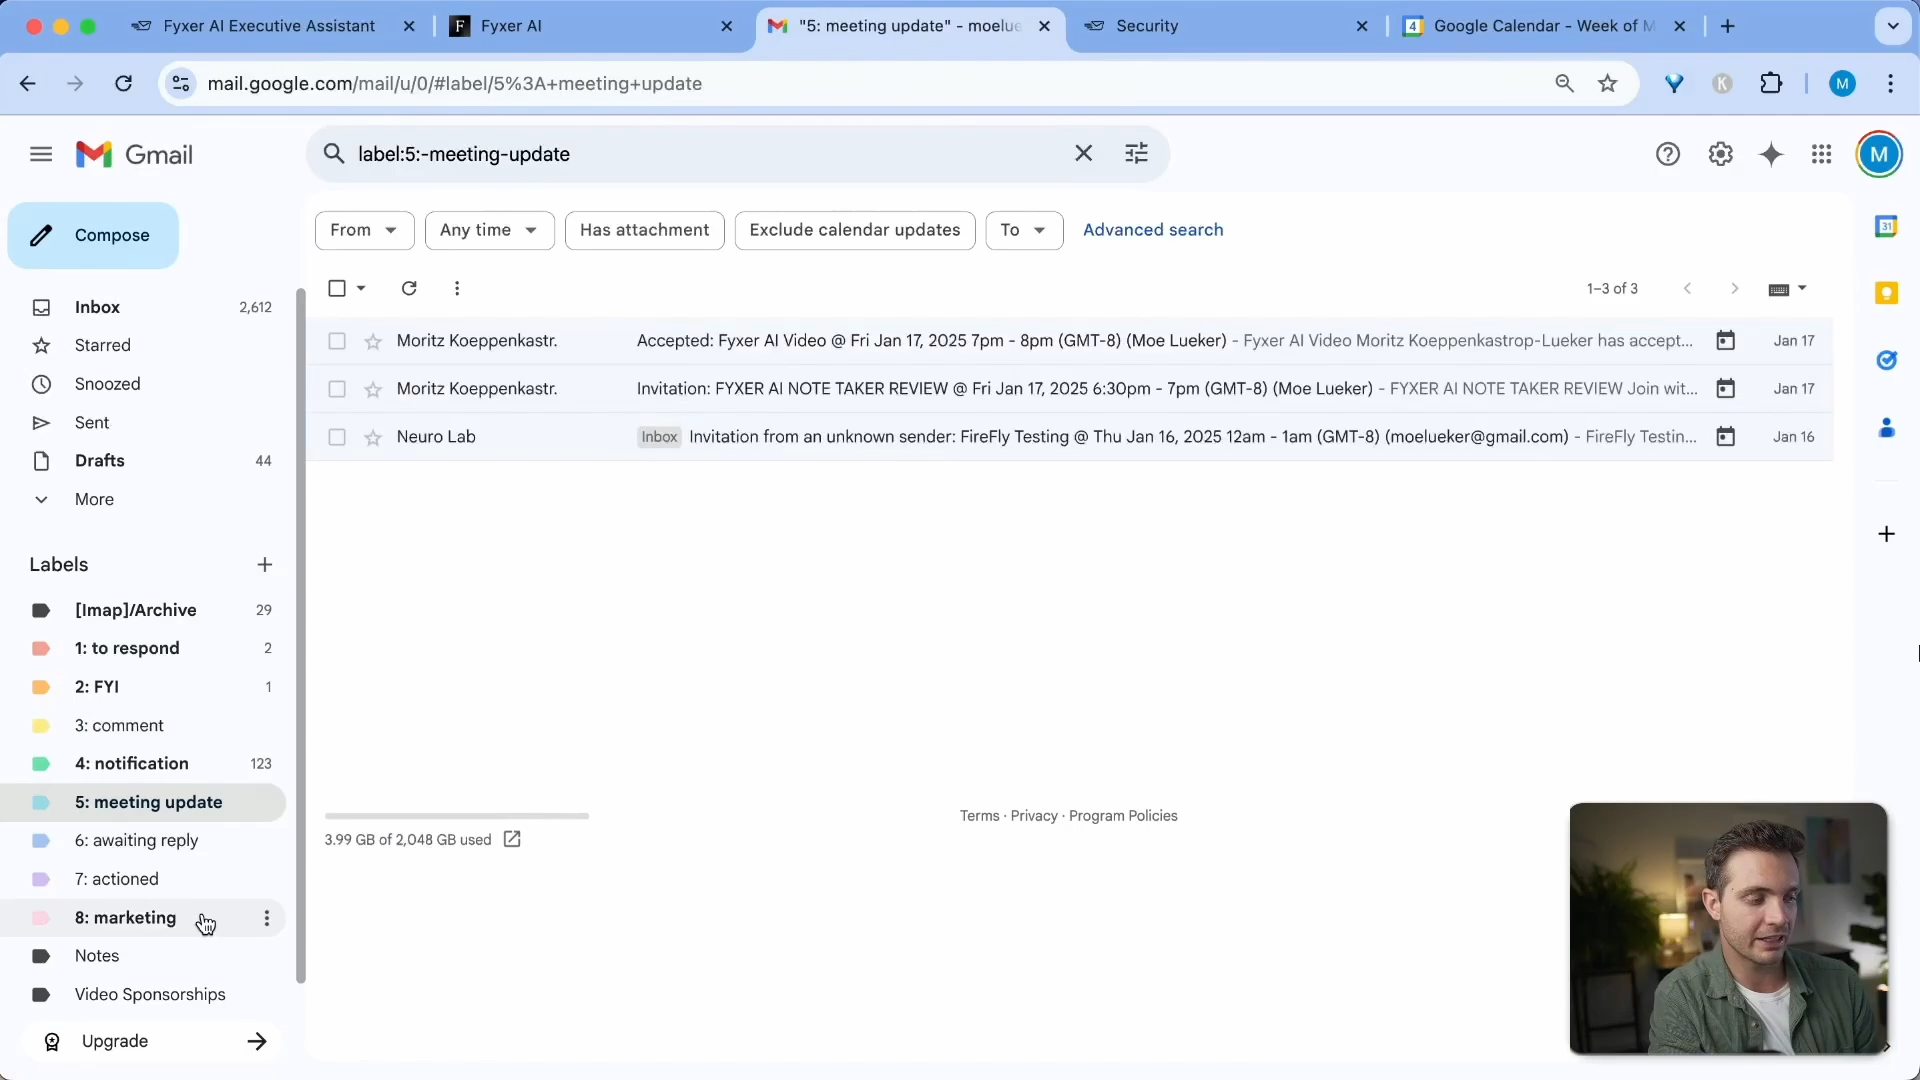 Fyxer AI Executive Assistant
F Fyxer AI
"5: meeting update" - moelue
Security
4 Google Calendar - Week of M
mail.google.com/mail/u/0/#label/5%3A+meeting+update
K
M
Gmail
label:5:-meeting-update
M
Compose
From
Any time
Has attachment
Exclude calendar updates
To
Advanced search
31
1–3 of 3
Inbox 2,612
Starred
Snoozed
Sent
Drafts 44
More
Moritz Koeppenkastr. Accepted: Fyxer AI Video @ Fri Jan 17, 2025 7pm - 8pm (GMT-8) (Moe Lueker) - Fyxer AI Video Moritz Koeppenkastrop-Lueker has accept... Jan 17
Moritz Koeppenkastr. Invitation: FYXER AI NOTE TAKER REVIEW @ Fri Jan 17, 2025 6:30pm - 7pm (GMT-8) (Moe Lueker) - FYXER AI NOTE TAKER REVIEW Join wit... Jan 17
Neuro Lab Inbox Invitation from an unknown sender: FireFly Testing @ Thu Jan 16, 2025 12am - 1am (GMT-8) (moelueker@gmail.com) - FireFly Testin... Jan 16
Labels
[Imap]/Archive 29
1: to respond 2
2: FYI 1
3: comment
4: notification 123
5: meeting update
6: awaiting reply
7: actioned
8: marketing
Notes
Video Sponsorships
Upgrade
Terms · Privacy · Program Policies
3.99 GB of 2,048 GB used